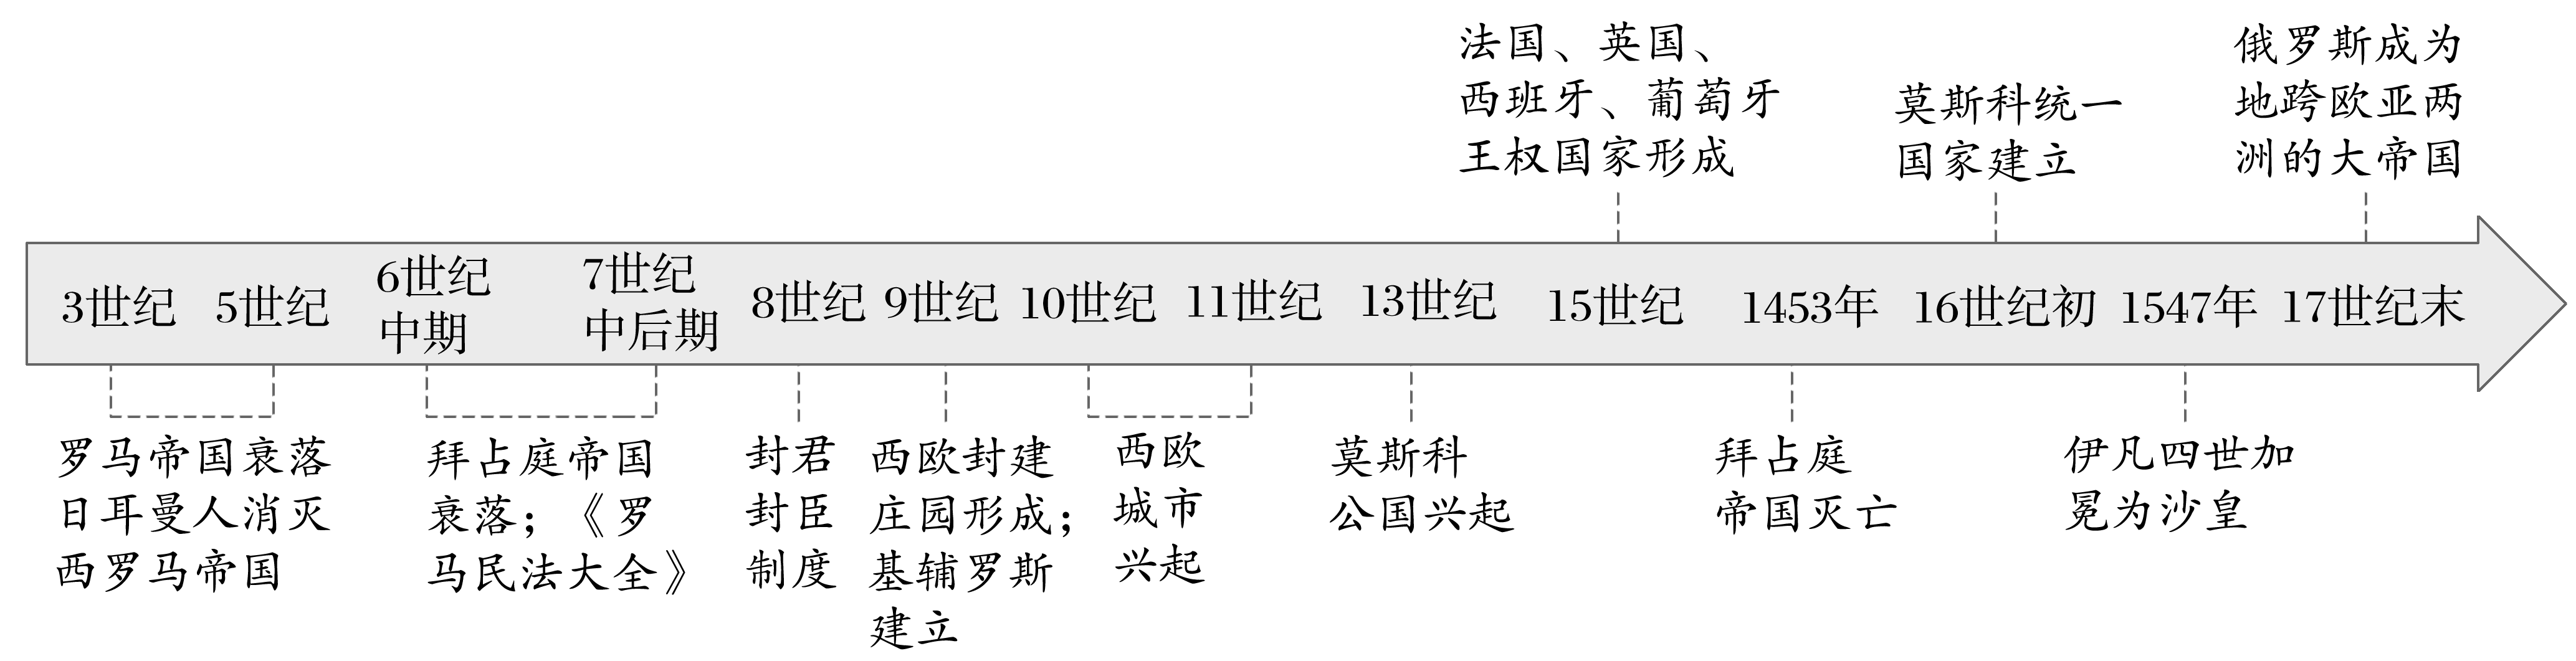 法国、英国、
西班牙、葡萄牙
王权国家形成
莫斯科统一
国家建立
俄罗斯成为
地跨欧亚两
洲的大帝国
3世纪
5世纪
6世纪
中期
7世纪
中后期
8世纪
9世纪
10世纪
11世纪
13世纪
15世纪
1453年
16世纪初
1547年
17世纪末
罗马帝国衰落
日耳曼人消灭
西罗马帝国
拜占庭帝国
衰落；《罗
马民法大全》
封君
封臣
制度
西欧封建
庄园形成；
基辅罗斯
建立
西欧
城市
兴起
莫斯科
公国兴起
拜占庭
帝国灭亡
伊凡四世加
冕为沙皇